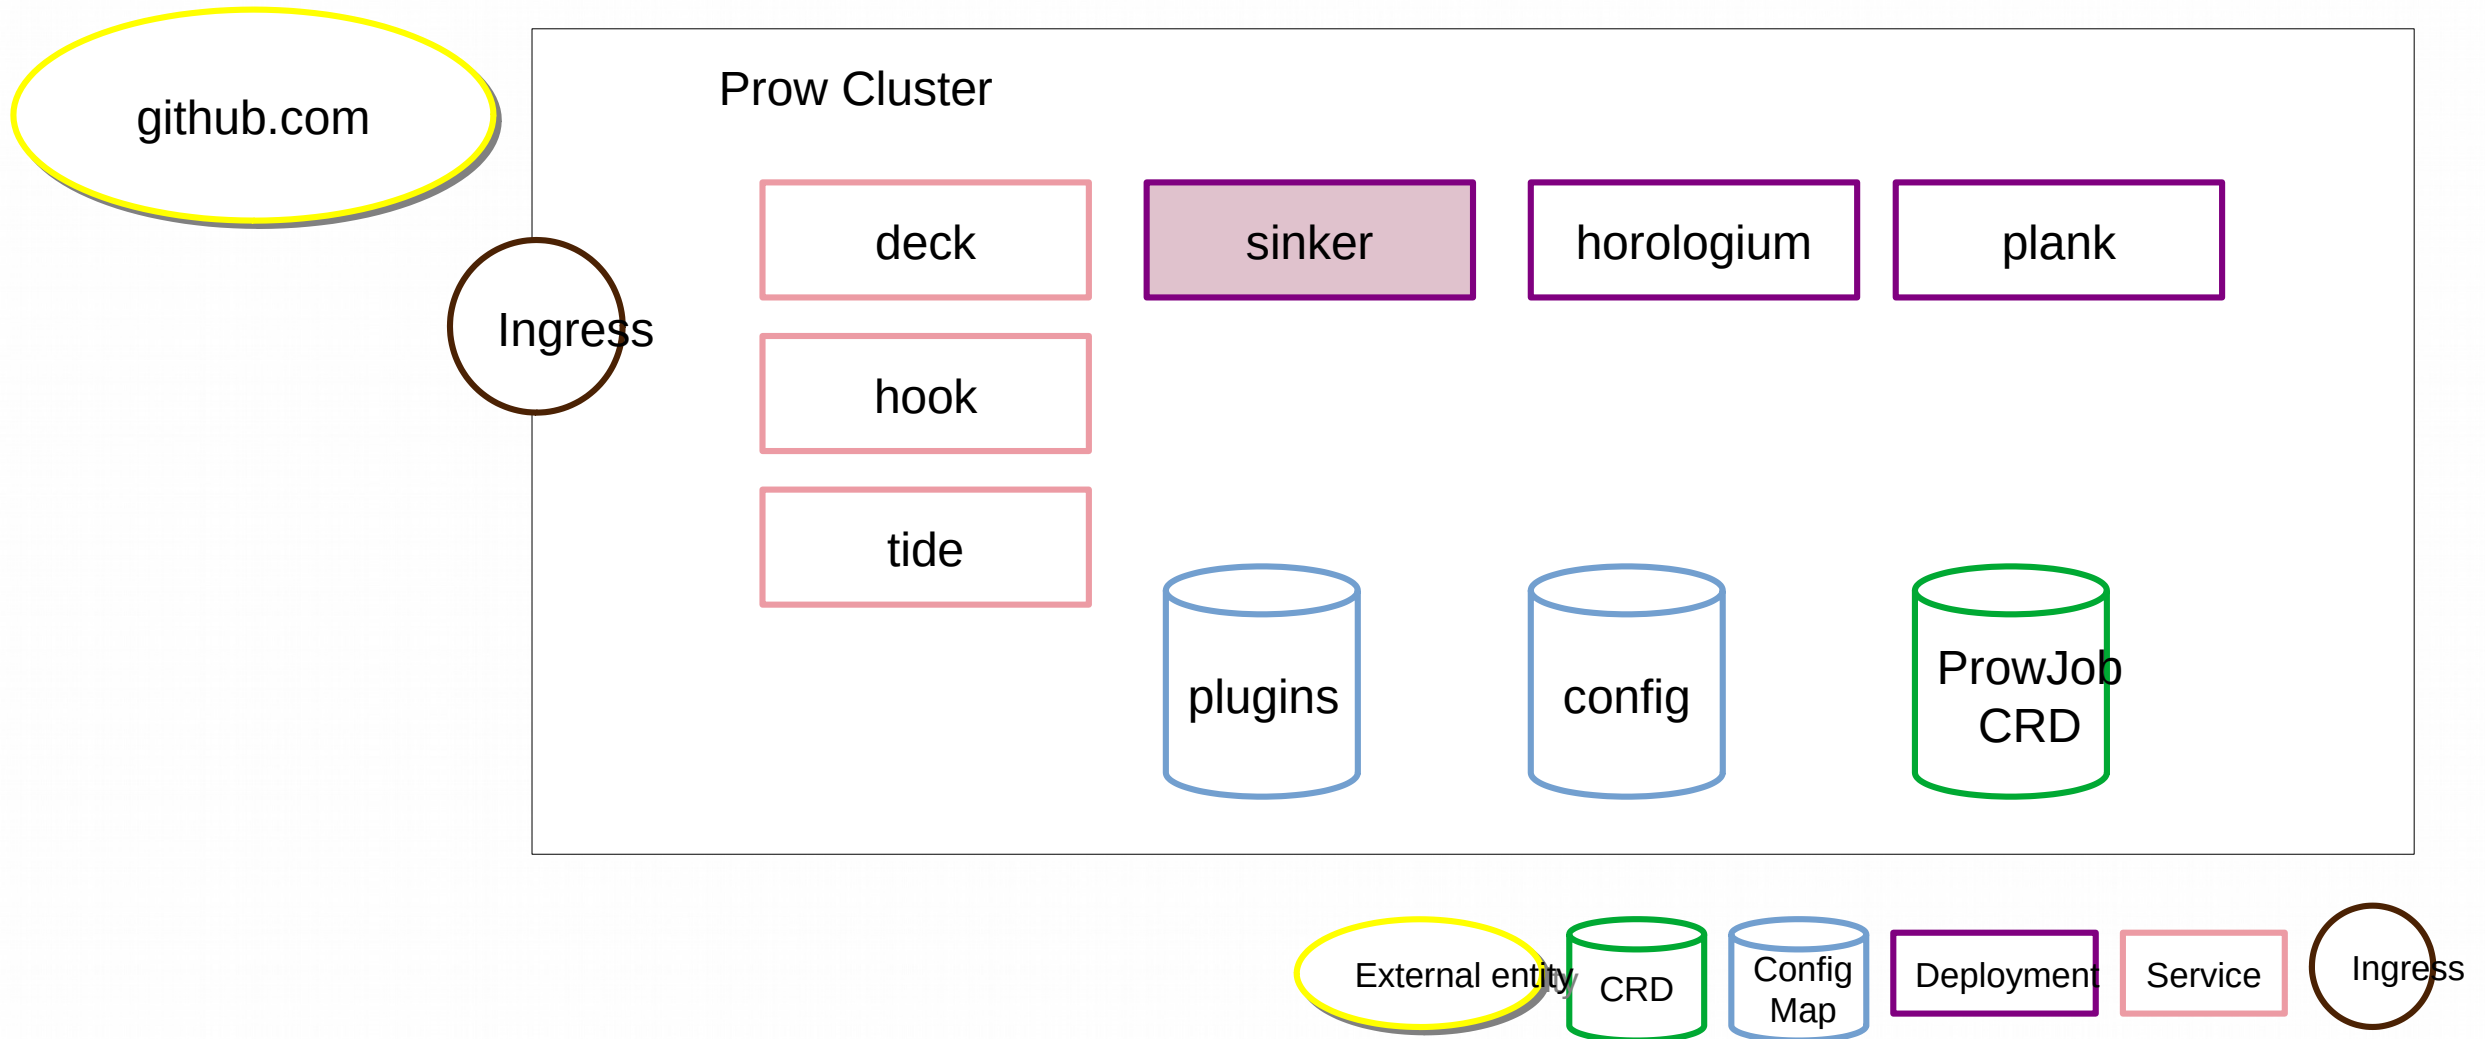 github.com
Prow Cluster
deck
sinker
horologium
plank
Ingress
hook
tide
plugins
config
ProwJob
CRD
External entity
CRD
Config
Map
Deployment
Service
Ingress